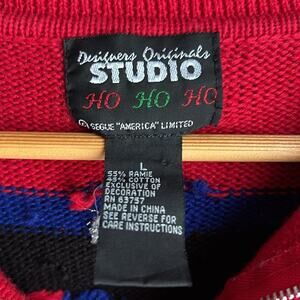 Designers Originals
STUDIO
HO HO HO
Ⓒ SEGUE "AMERICA" LIMITED
L
55% RAMIE
45% COTTON
EXCLUSIVE OF
DECORATION
RN 63757
MADE IN CHINA
SEE REVERSE FOR
CARE INSTRUCTIONS